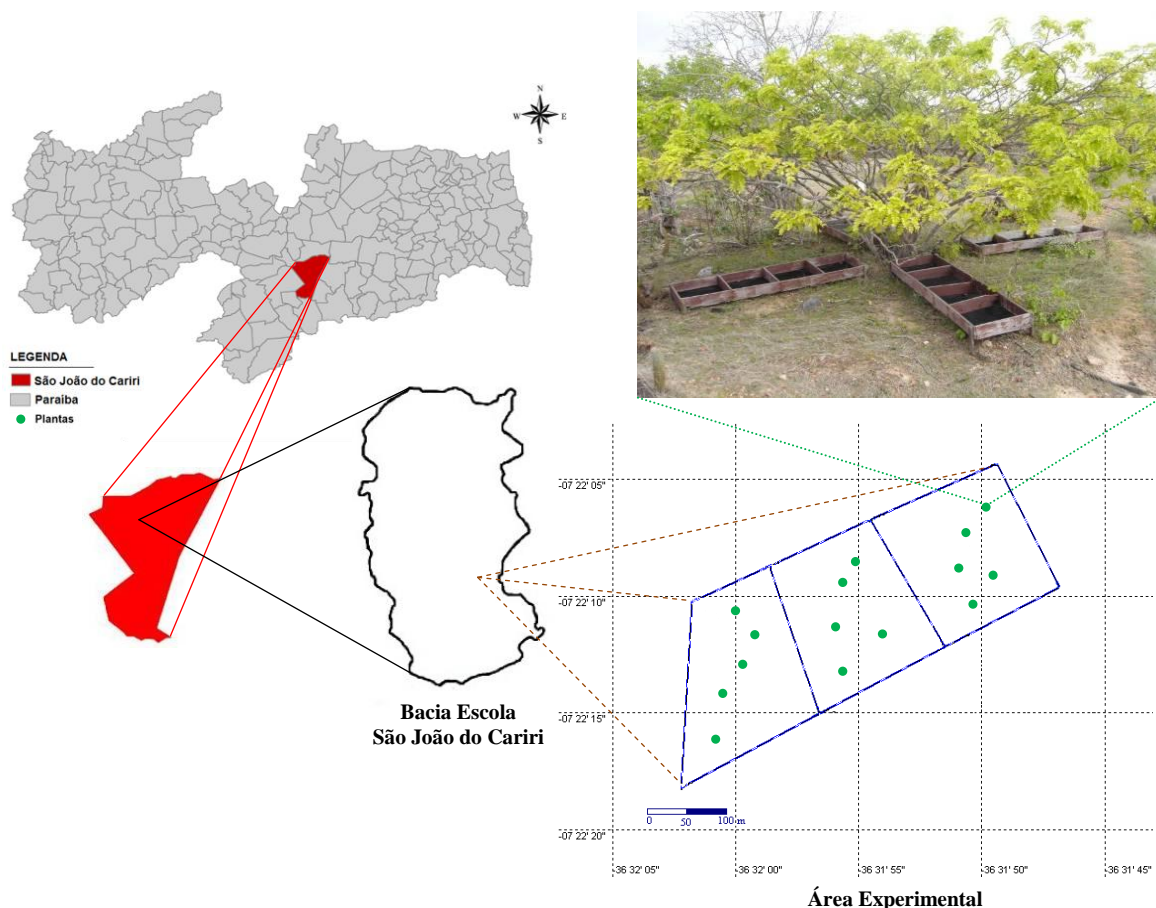 N
W E
S
LEGENDA
São João do Cariri
Paraiba
Plantas
Bacia Escola
São João do Cariri
-07 22' 05"
-07 22' 10"
-07 22' 15"
-07 22' 20"
0 50 100 m
-36 32' 05"
-36 32' 00"
-36 31' 55"
-36 31' 50"
-36 31' 45"
Área Experimental